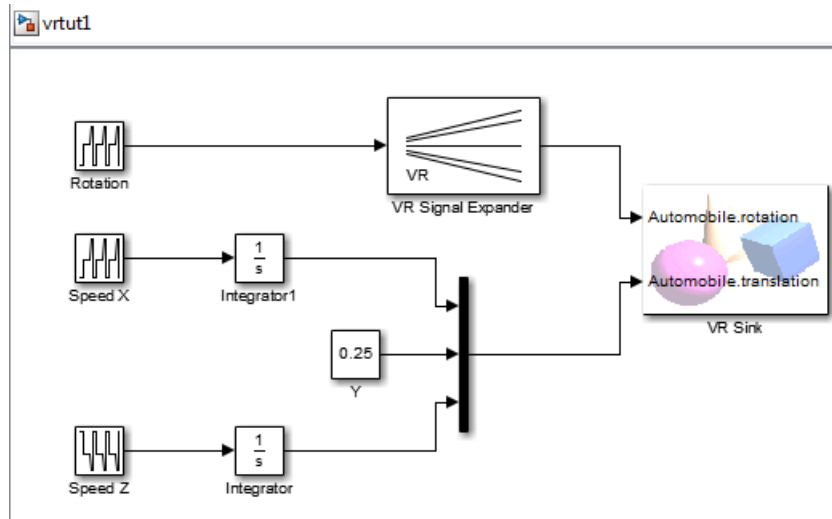 vrtut1
Rotation
VR
VR Signal Expander
Automobile.rotation
Automobile.translation
VR Sink
Speed X
1
s
Integrator1
0.25
Y
Speed Z
1
s
Integrator